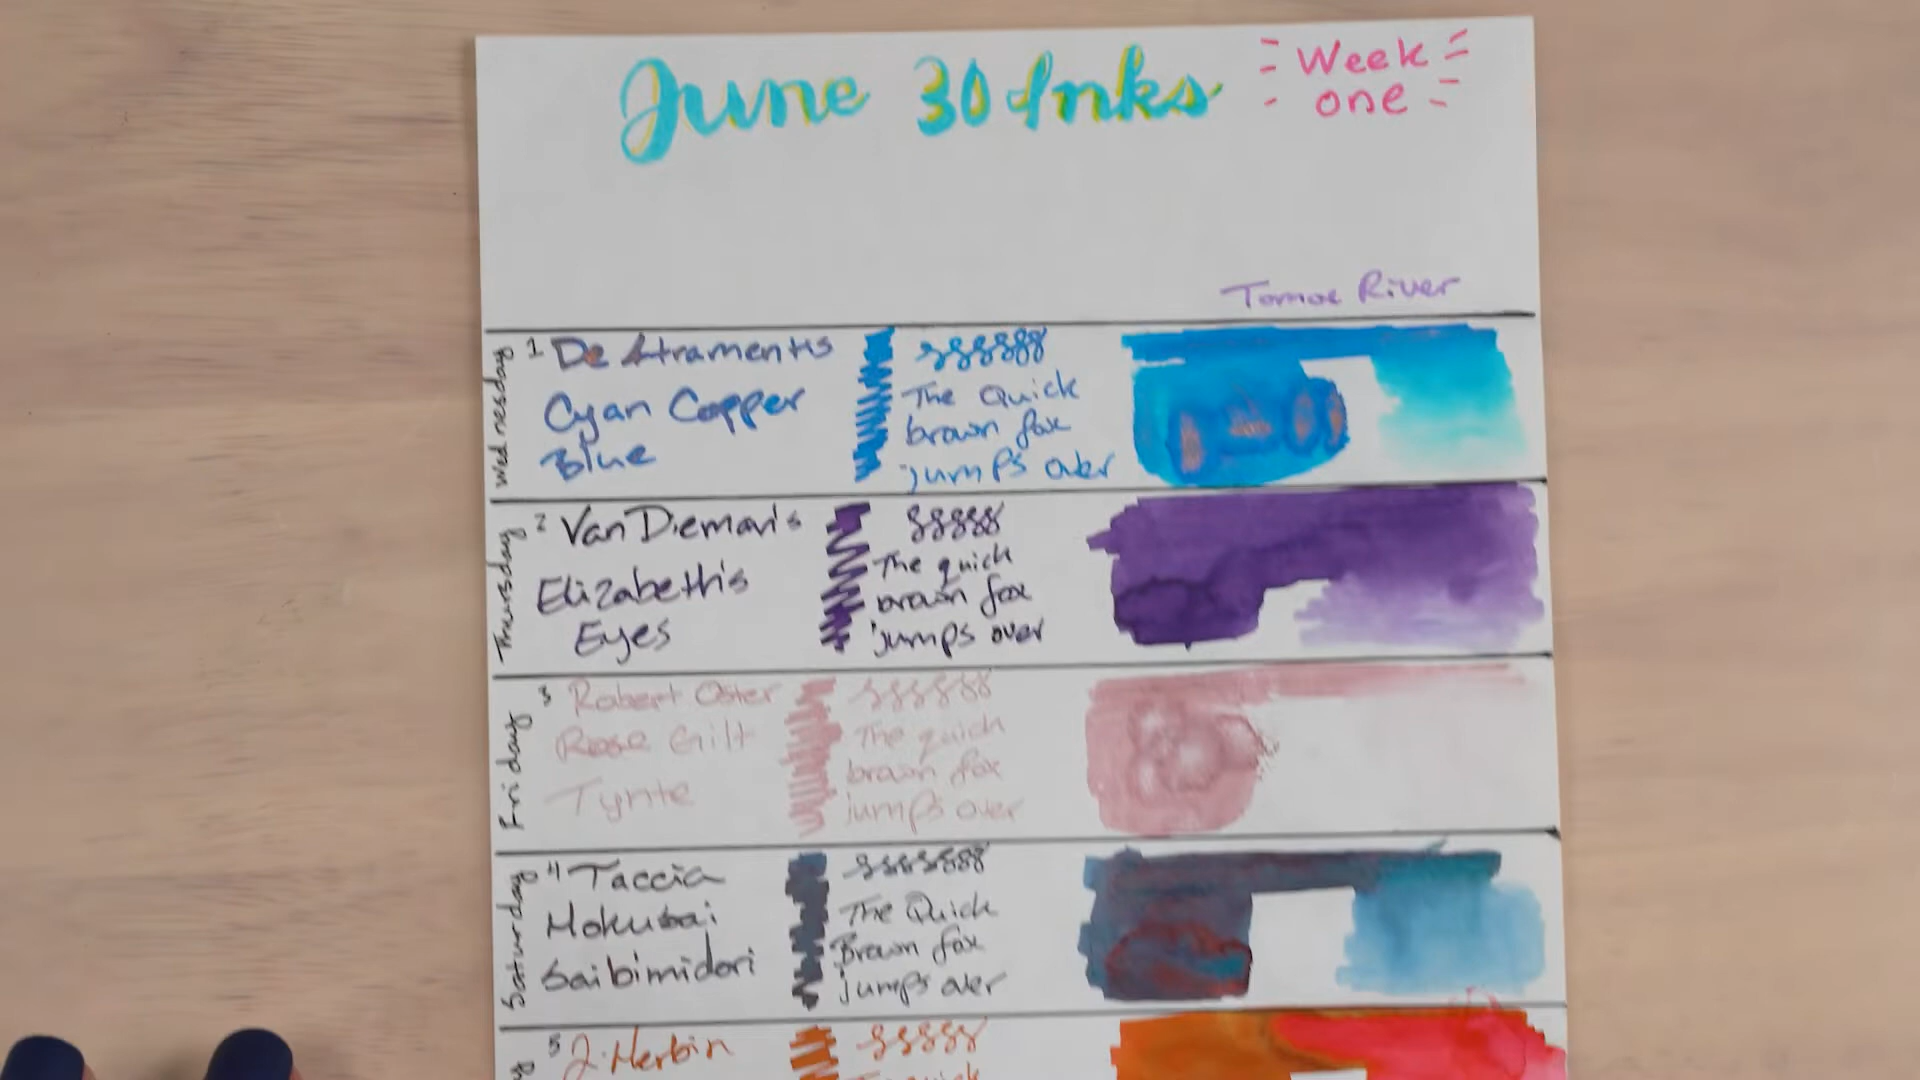 June 30 Inks
Week
one
Tomoe River
Wednesday
1 De Atramentis
Cyan Copper
Blue
The Quick
brown fox
jumps over
Thursday
2 Van Dieman's
Elizabeth's
Eyes
The quick
brown fox
jumps over
Friday
3 Robert Oster
Rose Gilt
Tynte
The quick
brown fox
jumps over
Saturday
4 Taccia
Hokusai
Saibimidori
The Quick
Brown fox
jumps over
5 J. Herbin